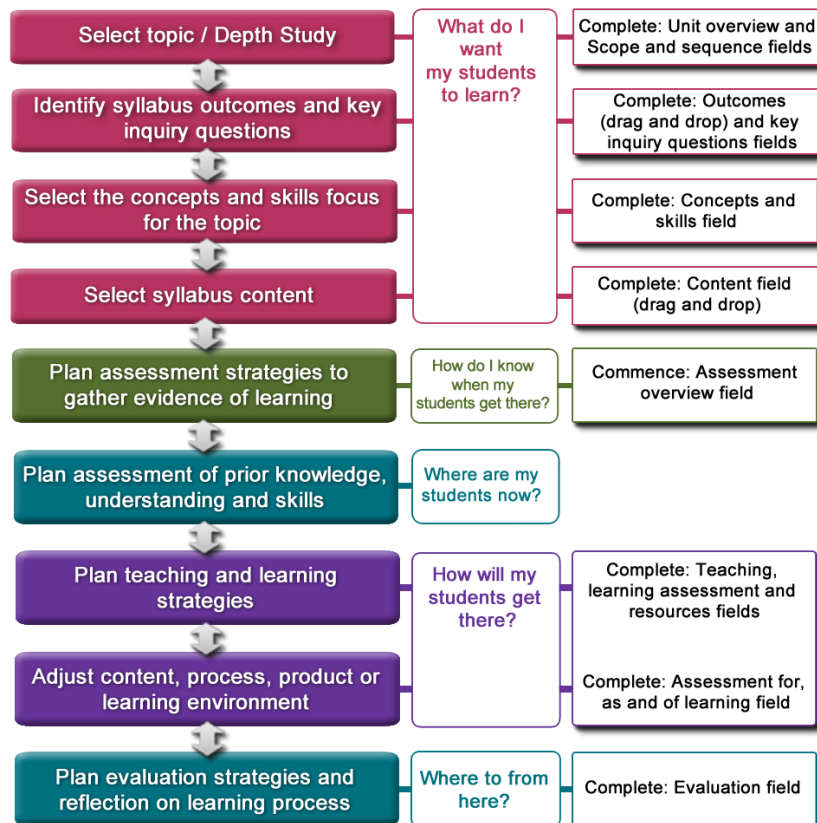 Select topic / Depth Study
What do I
want
my students
to learn?
Complete: Unit overview and
Scope and sequence fields
Identify syllabus outcomes and key
inquiry questions
Complete: Outcomes
(drag and drop) and key
inquiry questions fields
Select the concepts and skills focus
for the topic
Complete: Concepts and
skills field
Select syllabus content
Complete: Content field
(drag and drop)
Plan assessment strategies to
gather evidence of learning
How do I know
when my
students get there?
Commence: Assessment
overview field
Plan assessment of prior knowledge,
understanding and skills
Where are my
students now?
Plan teaching and learning
strategies
How will my
students get
there?
Complete: Teaching,
learning assessment and
resources fields
Adjust content, process, product or
learning environment
Complete: Assessment for,
as and of learning field
Plan evaluation strategies and
reflection on learning process
Where to from
here?
Complete: Evaluation field